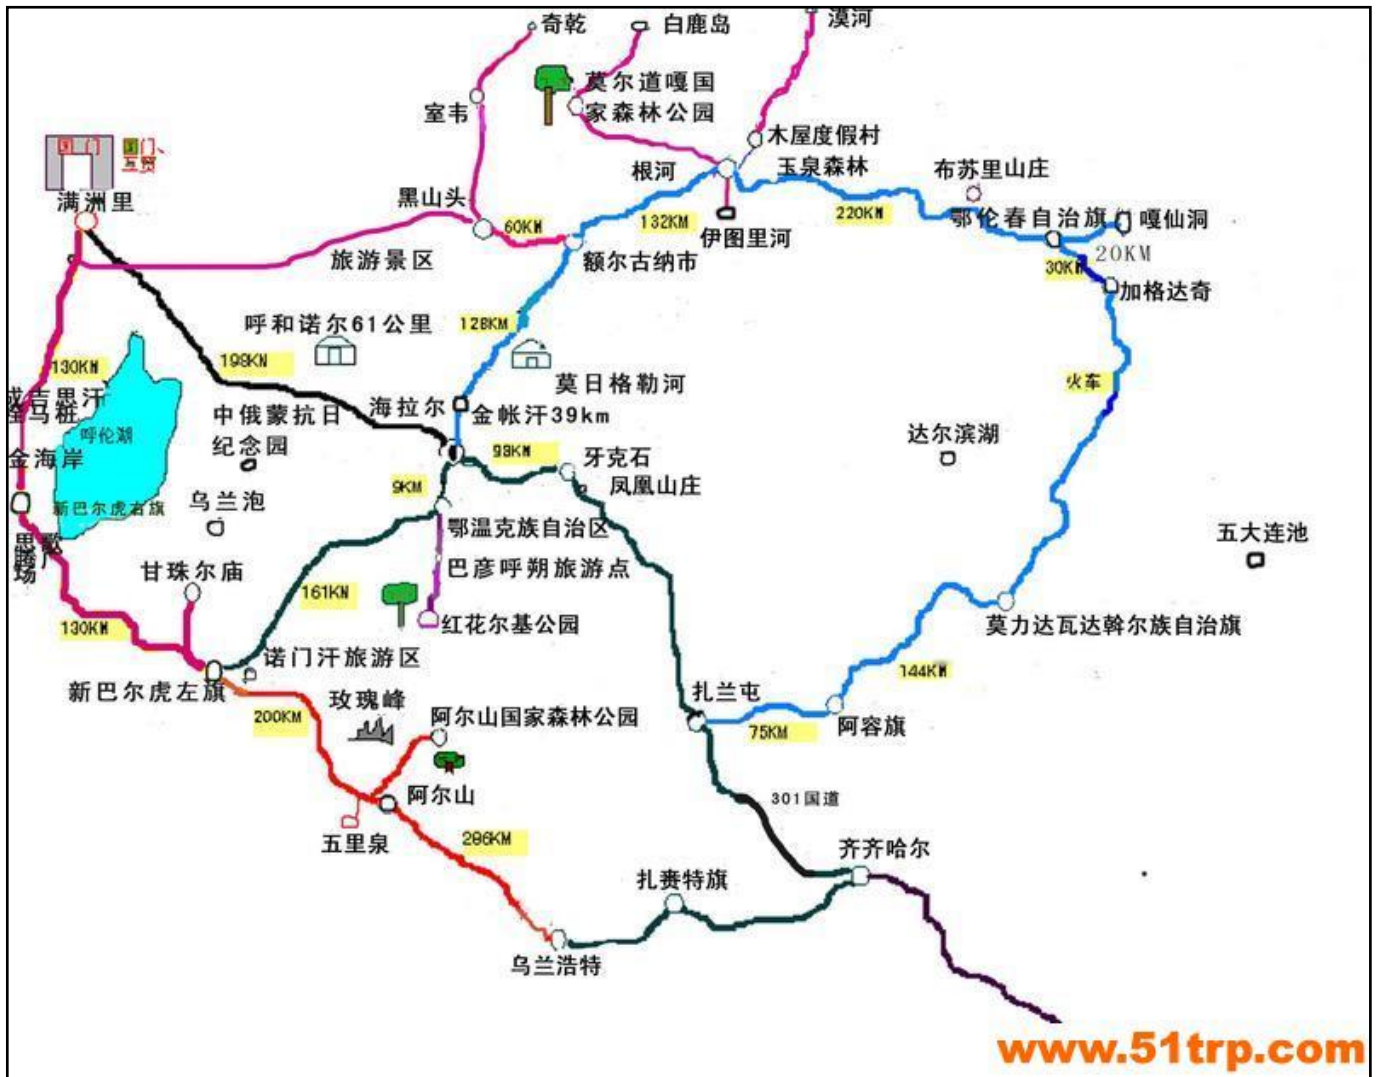 奇乾
白鹿岛
漠河
莫尔道嘎国
家森林公园
室韦
木屋度假村
国门
国门、
互贸
根河
玉泉森林
布苏里山庄
满洲里
黑山头
60KM
132KM
220KM
鄂伦春自治旗
嘎仙洞
伊图里河
旅游景区
额尔古纳市
20KM
30KM
加格达奇
呼和诺尔61公里
128KM
130KM
198KM
莫日格勒河
火车
成吉思汗
拴马桩
中俄蒙抗日
纪念园
海拉尔
金帐汗39km
呼伦湖
达尔滨湖
金海岸
牙克石
凤凰山庄
9KM
新巴尔虎右旗
乌兰泡
鄂温克族自治区
五大连池
甘珠尔庙
巴彦呼朔旅游点
161KM
红花尔基公园
130KM
莫力达瓦达斡尔族自治旗
诺门汗旅游区
144KM
新巴尔虎左旗
玫瑰峰
扎兰屯
200KM
阿尔山国家森林公园
75KM
阿容旗
阿尔山
301国道
五里泉
286KM
齐齐哈尔
扎赉特旗
乌兰浩特
www.51trp.com